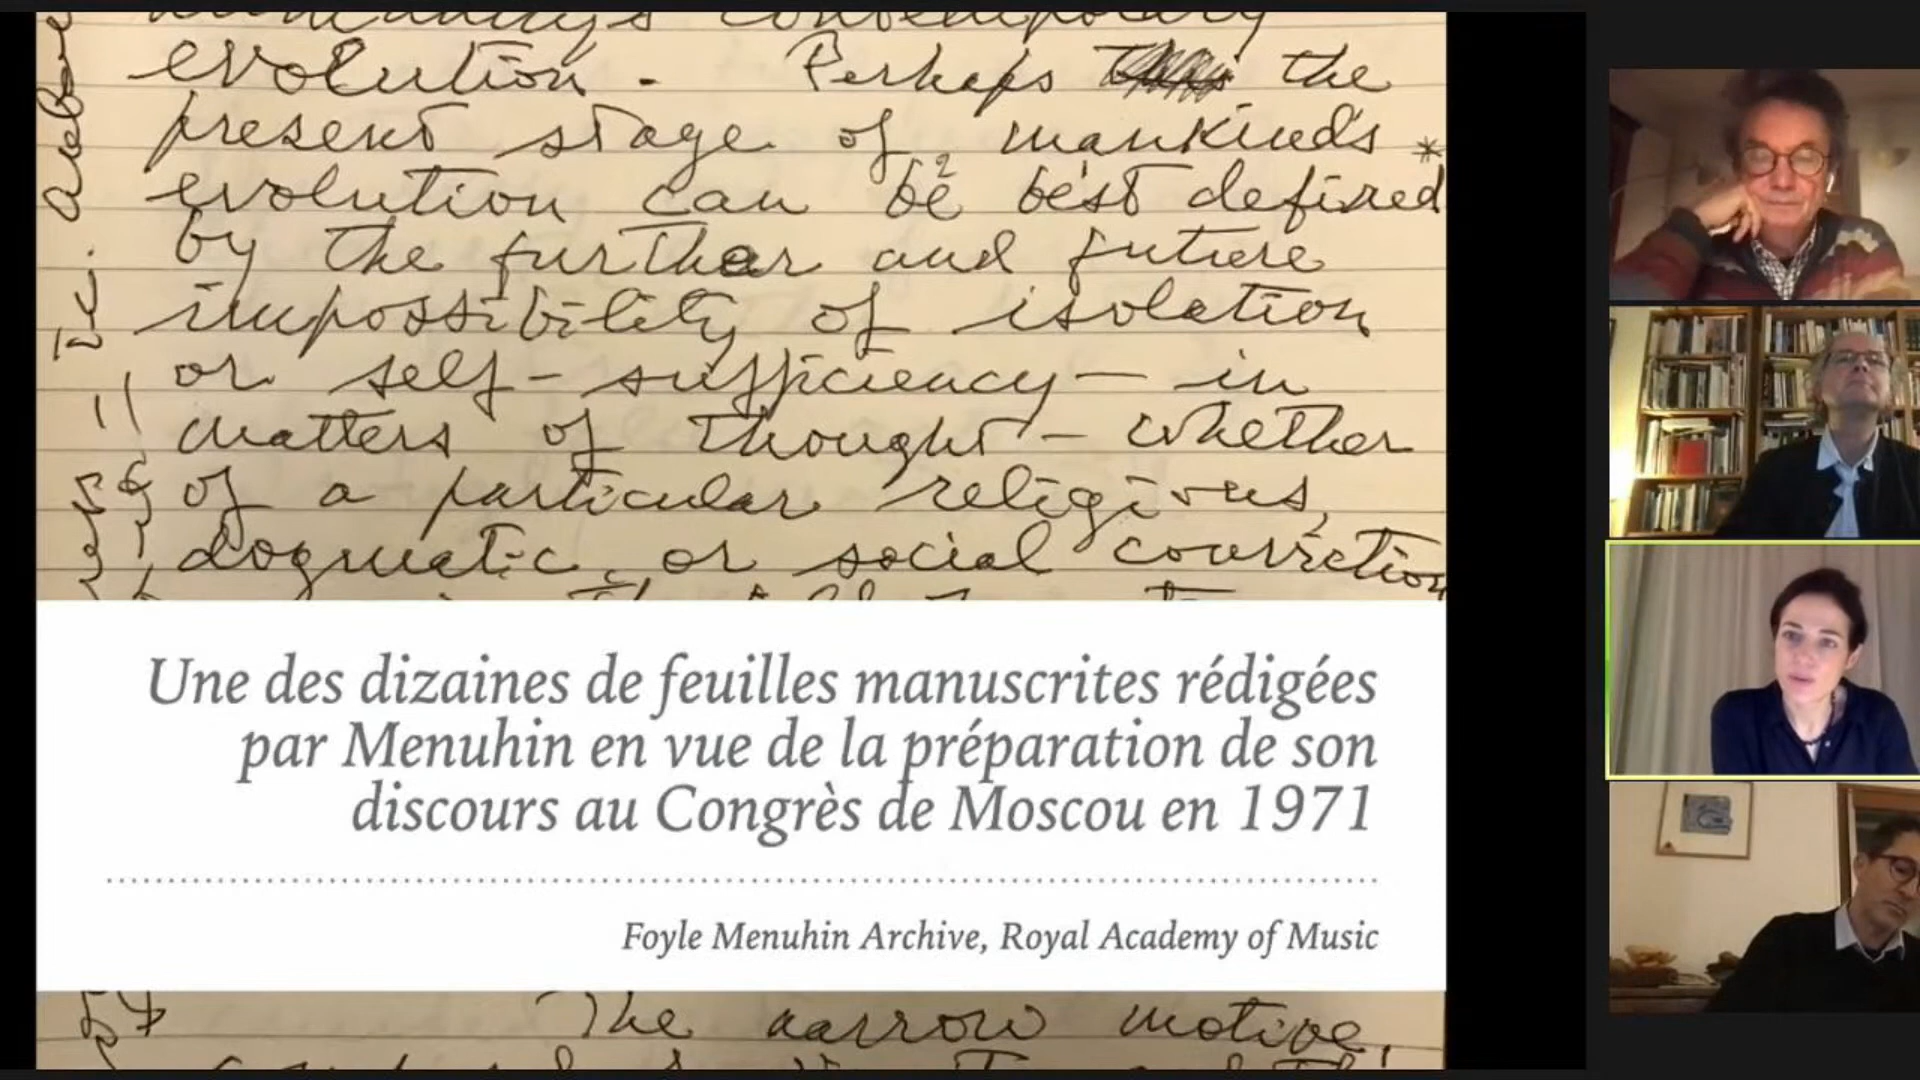 humanity's contemporary
evolution - Perhaps the
present stage of mankind's *
evolution can be² best defined
by the further and future
impossibility of isolation
or self-sufficiency — in
matters of thought — whether
of a particular religious,
dogmatic, or social conviction
Une des dizaines de feuilles manuscrites rédigées
par Menuhin en vue de la préparation de son
discours au Congrès de Moscou en 1971
Foyle Menuhin Archive, Royal Academy of Music
The narrow motive,